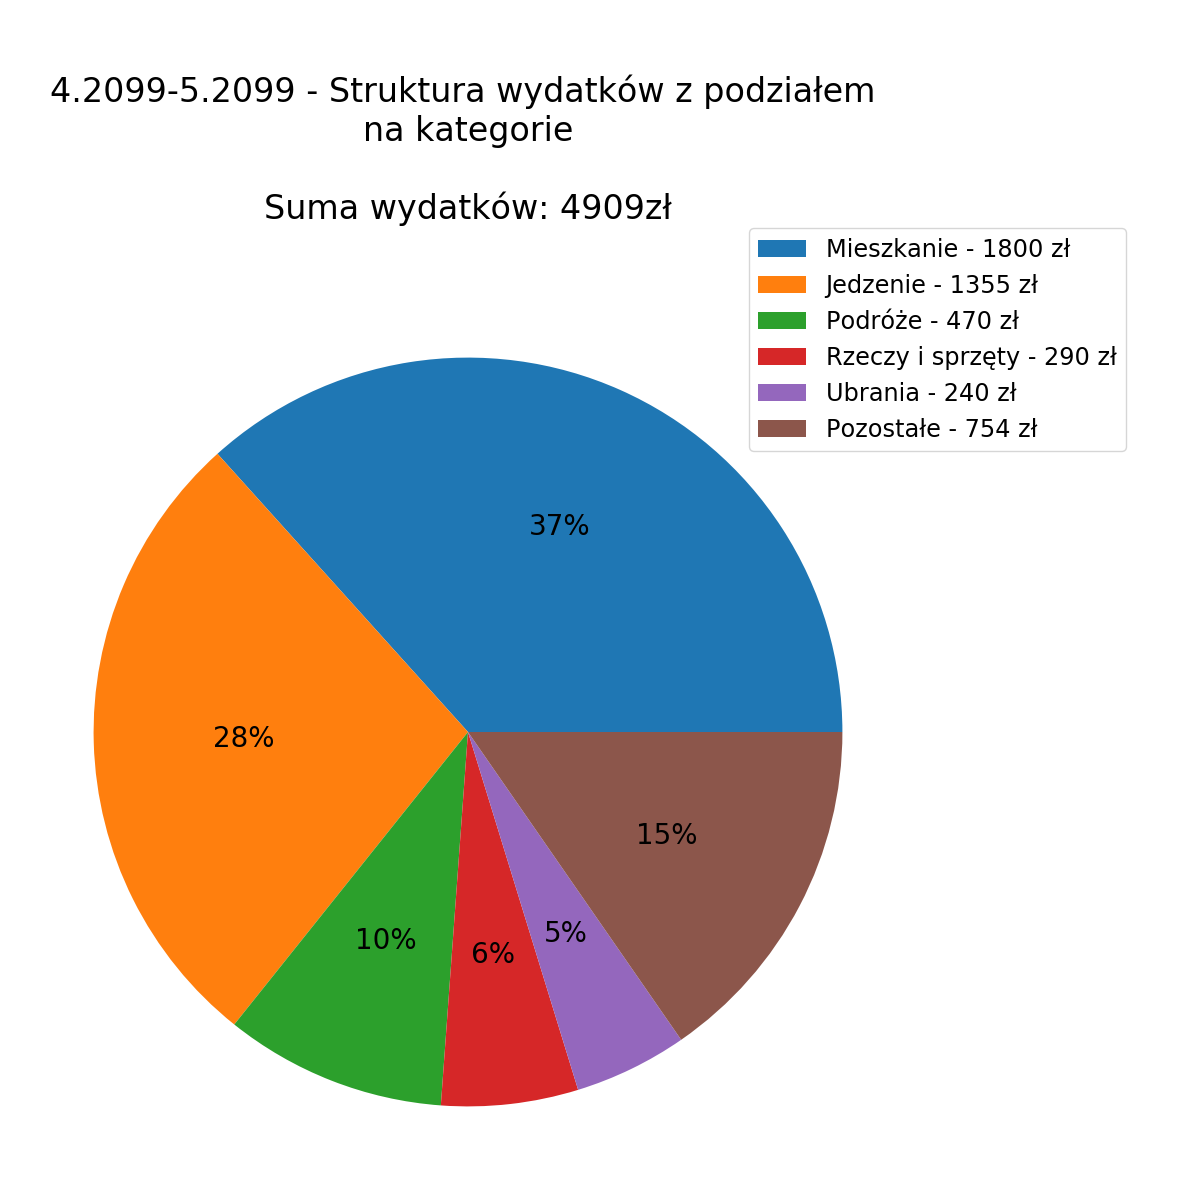 4.2099-5.2099 - Struktura wydatków z podziałem
na kategorie
Suma wydatków: 4909zł
Mieszkanie - 1800 zł
Jedzenie - 1355 zł
Podróże - 470 zł
Rzeczy i sprzęty - 290 zł
Ubrania - 240 zł
Pozostałe - 754 zł
37%
28%
15%
10%
6%
5%